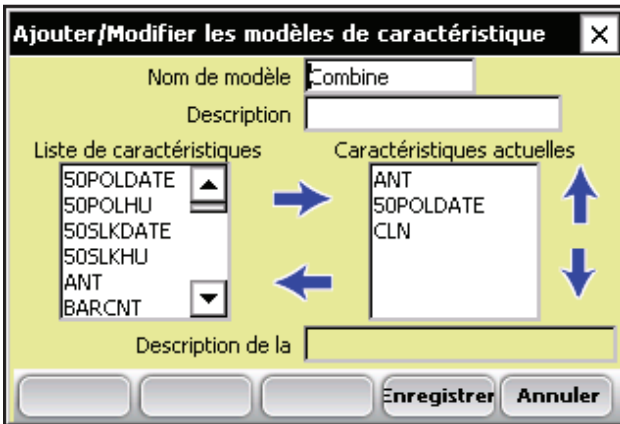 Ajouter/Modifier les modèles de caractéristique
Nom de modèle Combine
Description
Liste de caractéristiques Caractéristiques actuelles
50POLDATE ANT
50POLHU 50POLDATE
50SLKDATE CLN
50SLKHU
ANT
BARCNT
Description de la
Enregistrer Annuler